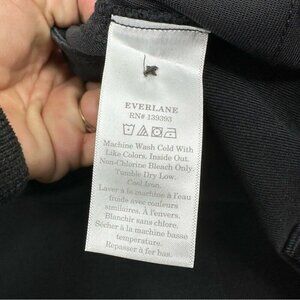 EVERLANE
RN# 139393
Machine Wash Cold With
Like Colors, Inside Out.
Non-Chlorine Bleach Only.
Tumble Dry Low.
Cool Iron.
Laver à la machine à l'eau
froide avec couleurs
similaires. À l'envers.
Blanchir sans chlore.
Sécher à la machine basse
temperature.
Repasser à fer bas.